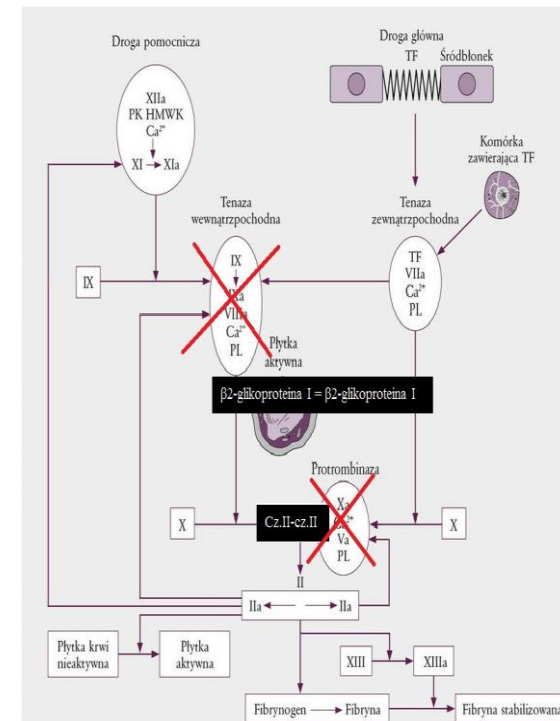 Droga pomocnicza
XIIa
PK HMWK
Ca²⁺
XI → XIa
Droga główna
TF
Śródbłonek
Komórka
zawierająca TF
Tenaza
wewnątrzpochodna
IX
IXa
VIIIa
Ca²⁺
PL
Tenaza
zewnątrzpochodna
TF
VIIa
Ca²⁺
PL
IX
Płytka
aktywna
β2-glikoproteina I = β2-glikoproteina I
Protrombinaza
Xa
Ca²⁺
Va
PL
X
Cz.II-cz.II
X
II
IIa
IIa
Płytka krwi
nieaktywna
Płytka
aktywna
XIII
XIIIa
Fibrynogen
Fibryna
Fibryna stabilizowana